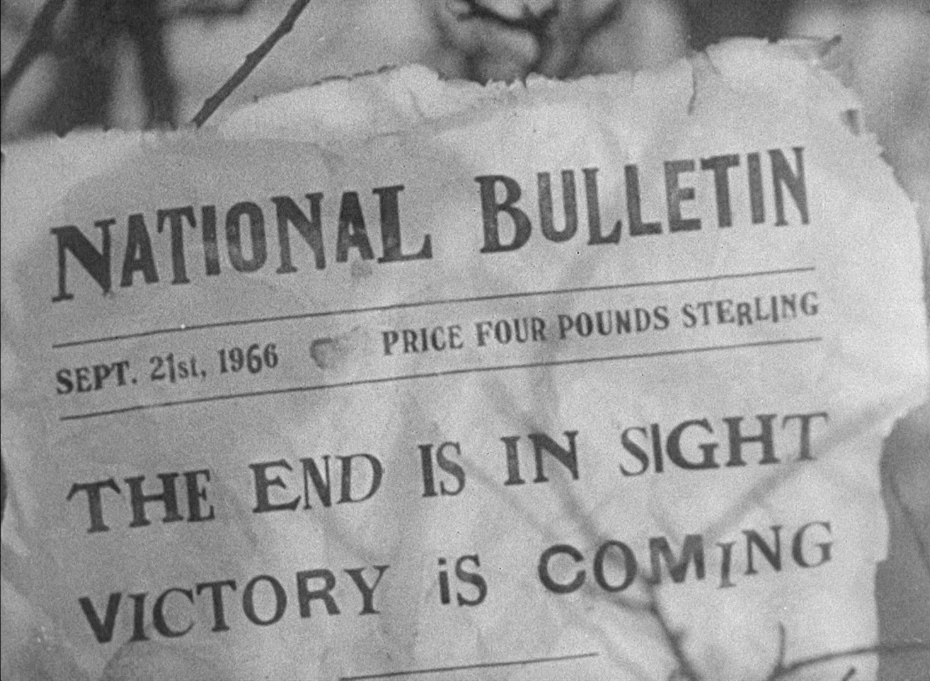 NATIONAL BULLETIN
SEPT. 21st, 1966 PRICE FOUR POUNDS STERLING
THE END IS IN SIGHT
VICTORY iS COMING